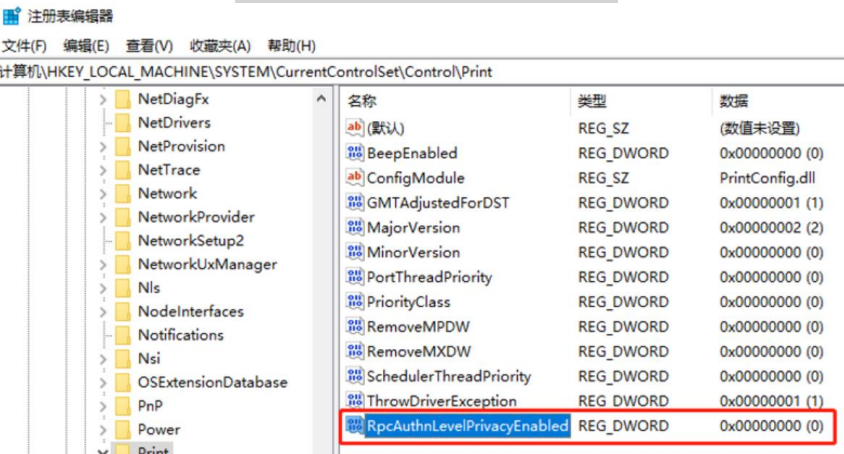 注册表编辑器
文件(F) 编辑(E) 查看(V) 收藏夹(A) 帮助(H)
计算机\HKEY_LOCAL_MACHINE\SYSTEM\CurrentControlSet\Control\Print
NetDiagFx
NetDrivers
NetProvision
NetTrace
Network
NetworkProvider
NetworkSetup2
NetworkUxManager
Nls
NodeInterfaces
Notifications
Nsi
OSExtensionDatabase
PnP
Power
Print
名称 类型 数据
(默认) REG_SZ (数值未设置)
BeepEnabled REG_DWORD 0x00000000 (0)
ConfigModule REG_SZ PrintConfig.dll
GMTAdjustedForDST REG_DWORD 0x00000001 (1)
MajorVersion REG_DWORD 0x00000002 (2)
MinorVersion REG_DWORD 0x00000000 (0)
PortThreadPriority REG_DWORD 0x00000000 (0)
PriorityClass REG_DWORD 0x00000000 (0)
RemoveMPDW REG_DWORD 0x00000000 (0)
RemoveMXDW REG_DWORD 0x00000000 (0)
SchedulerThreadPriority REG_DWORD 0x00000000 (0)
ThrowDriverException REG_DWORD 0x00000001 (1)
RpcAuthnLevelPrivacyEnabled REG_DWORD 0x00000000 (0)